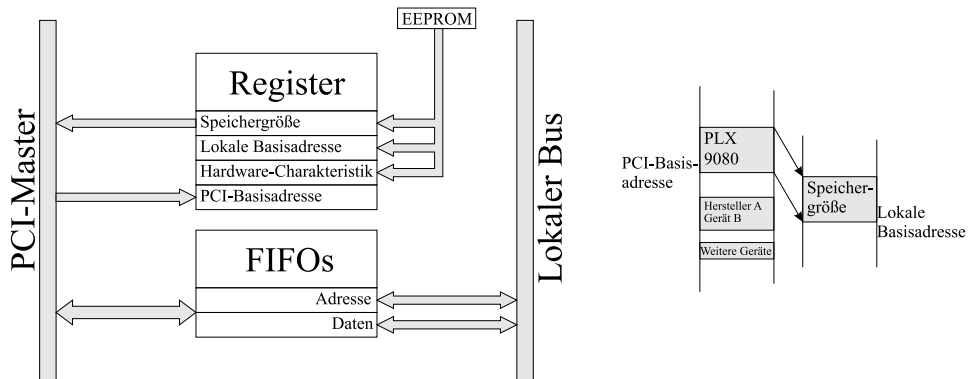 EEPROM
PCI-Master
Register
Speichergröße
Lokale Basisadresse
Hardware-Charakteristik
PCI-Basisadresse
FIFOs
Adresse
Daten
Lokaler Bus
PCI-Basis-
adresse
PLX
9080
Hersteller A
Gerät B
Weitere Geräte
Speicher-
größe
Lokale
Basisadresse